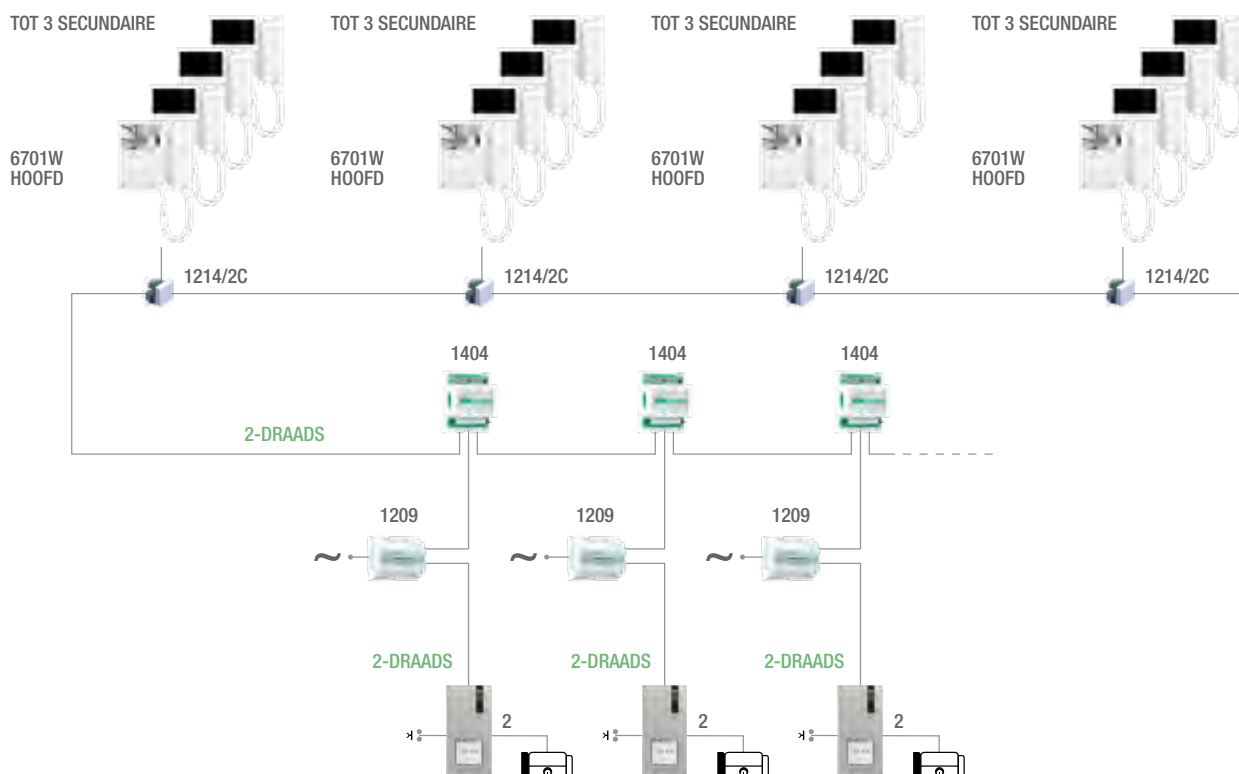 TOT 3 SECUNDAIRE
TOT 3 SECUNDAIRE
TOT 3 SECUNDAIRE
TOT 3 SECUNDAIRE
6701W
HOOFD
6701W
HOOFD
6701W
HOOFD
6701W
HOOFD
1214/2C
1214/2C
1214/2C
1214/2C
1404
1404
1404
2-DRAADS
1209
1209
1209
~
~
~
2-DRAADS
2-DRAADS
2-DRAADS
2
2
2